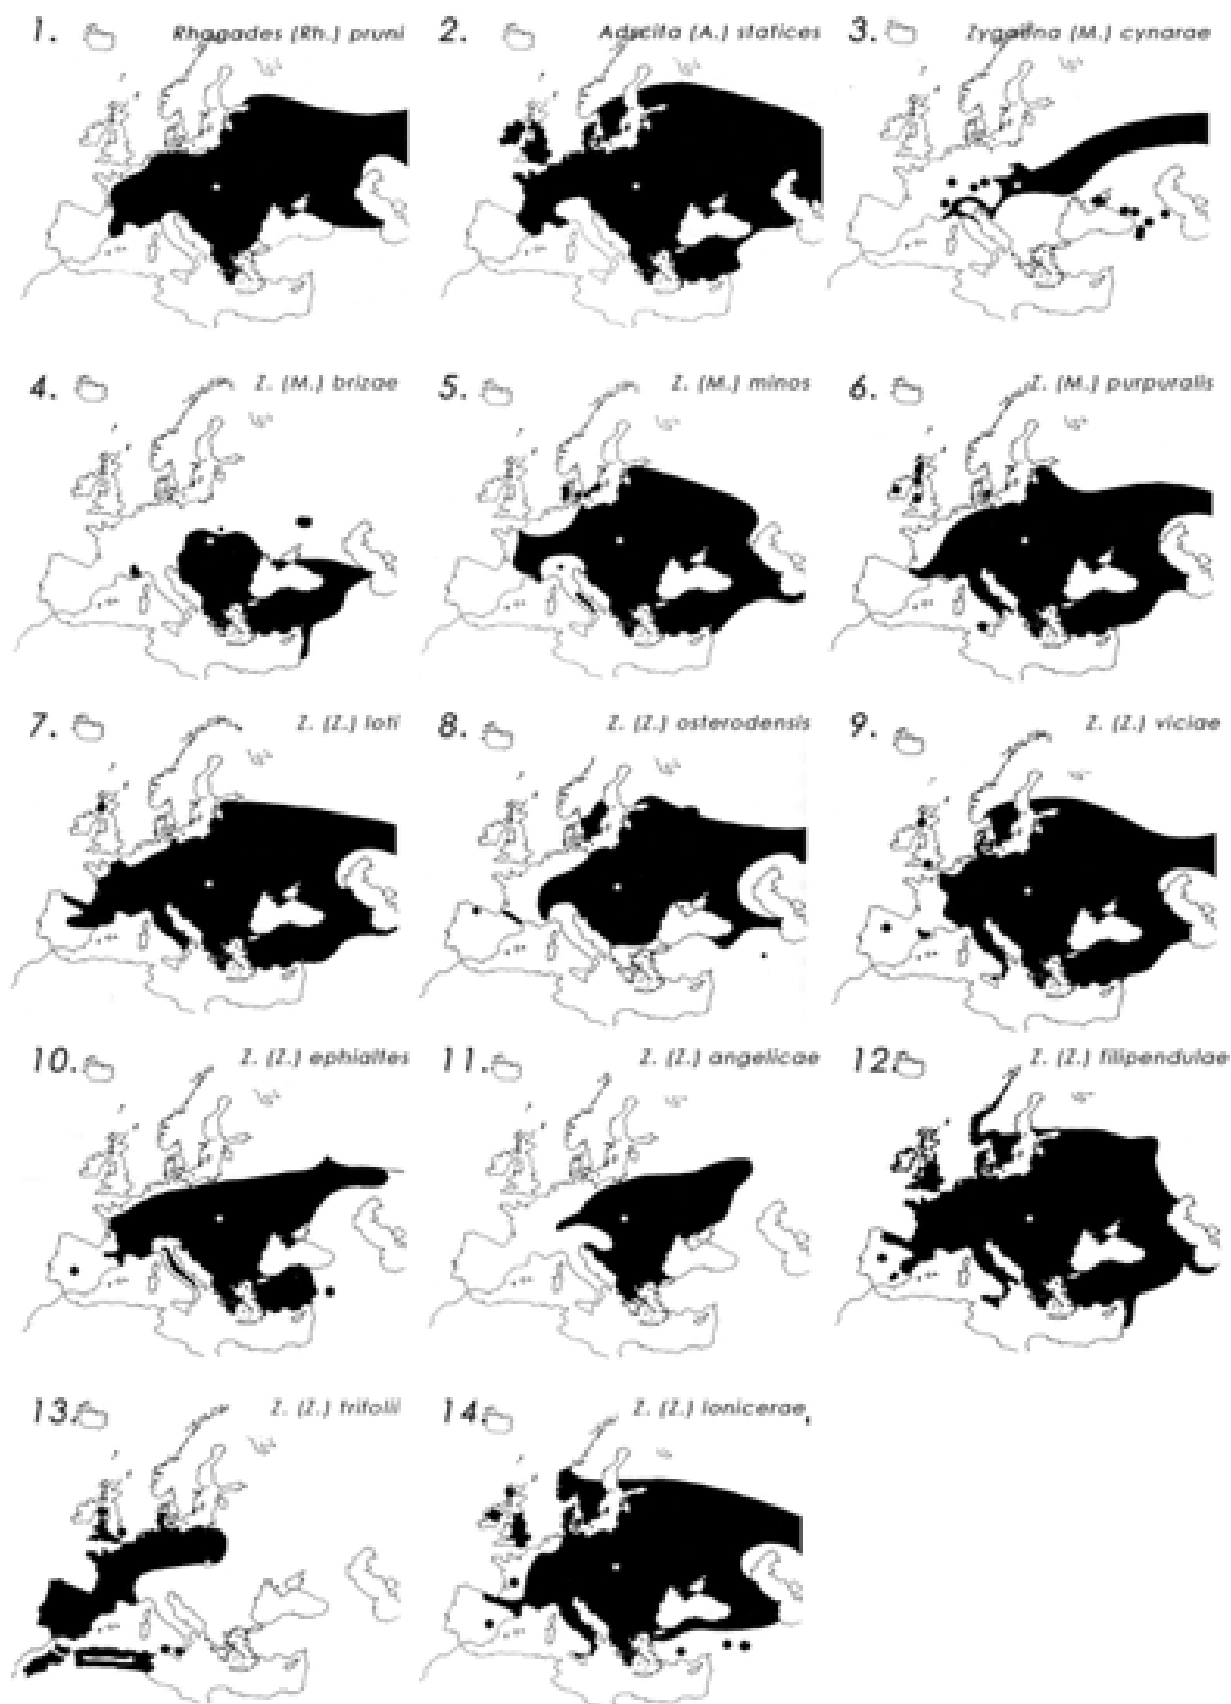 1. Rhagades (Rh.) pruni
2. Adscita (A.) statices
3. Zygaena (M.) cynarae
4. Z. (M.) brizae
5. Z. (M.) minos
6. Z. (M.) purpuralis
7. Z. (Z.) loti
8. Z. (Z.) osterodensis
9. Z. (Z.) viciae
10. Z. (Z.) ephialtes
11. Z. (Z.) angelicae
12. Z. (Z.) filipendulae
13. Z. (Z.) trifolii
14. Z. (Z.) lonicerae,